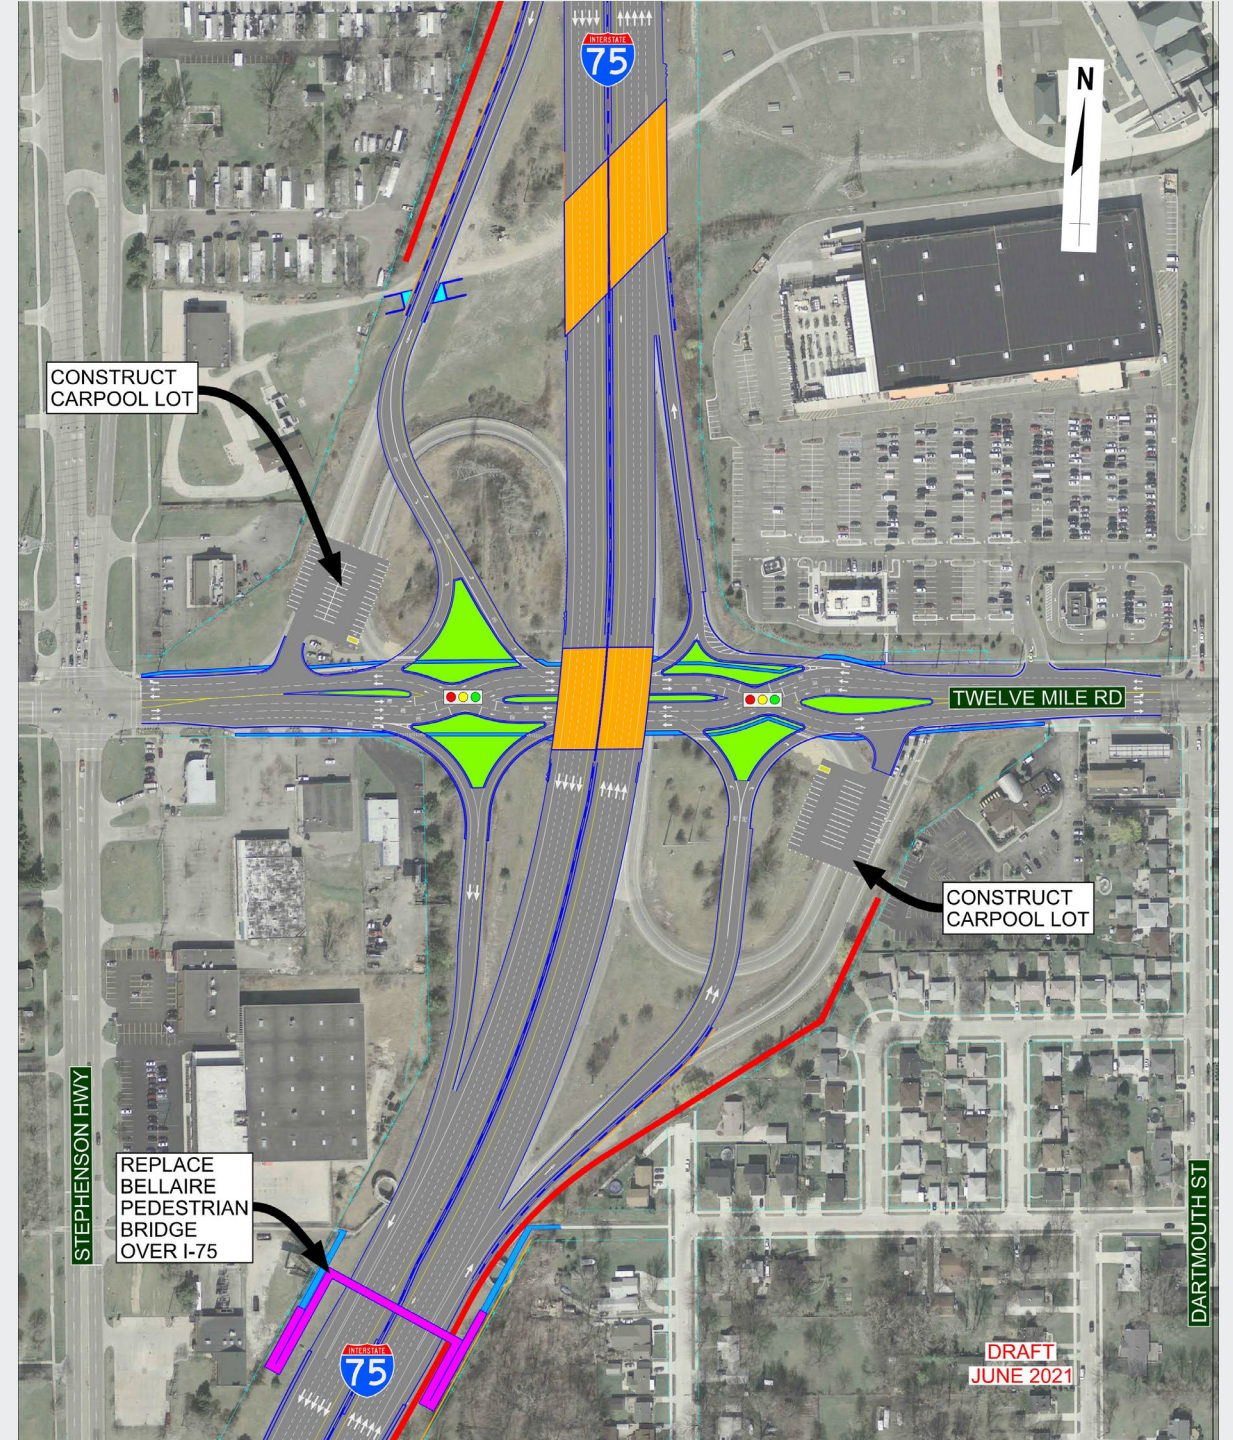 INTERSTATE
75
N
CONSTRUCT
CARPOOL LOT
TWELVE MILE RD
CONSTRUCT
CARPOOL LOT
STEPHENSON HWY
REPLACE
BELLAIRE
PEDESTRIAN
BRIDGE
OVER I-75
DARTMOUTH ST
INTERSTATE
75
DRAFT
JUNE 2021